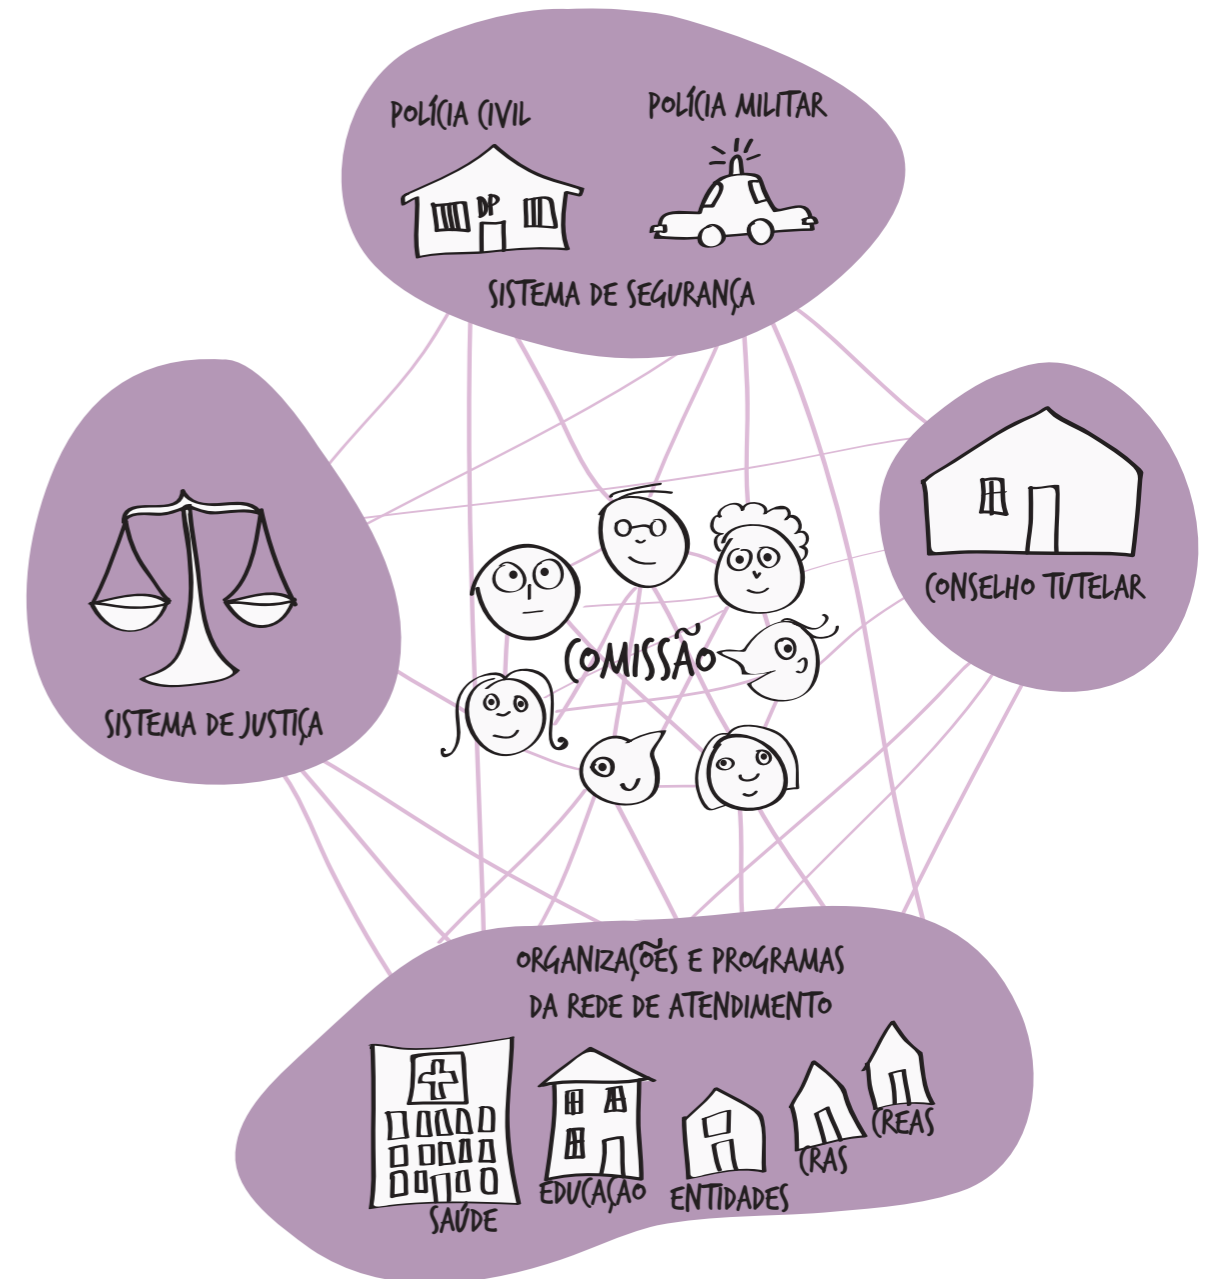 POLÍCIA CIVIL
POLÍCIA MILITAR
DP
SISTEMA DE SEGURANÇA
CONSELHO TUTELAR
COMISSÃO
SISTEMA DE JUSTIÇA
ORGANIZAÇÕES E PROGRAMAS
DA REDE DE ATENDIMENTO
SAÚDE
EDUCAÇÃO
ENTIDADES
CRAS
CREAS